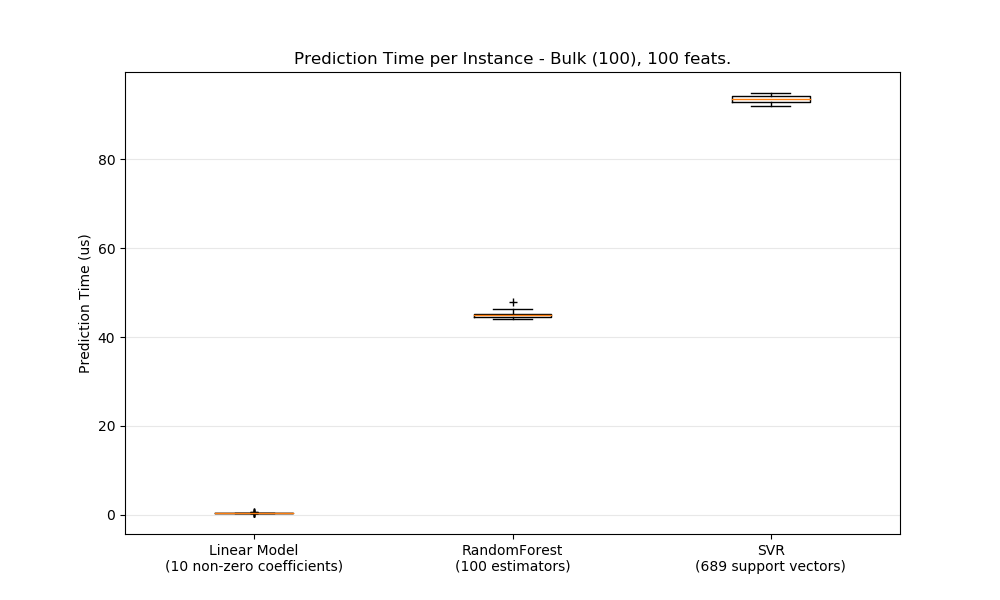 Prediction Time per Instance - Bulk (100), 100 feats.
Prediction Time (us)
80
60
40
20
0
Linear Model
(10 non-zero coefficients)
RandomForest
(100 estimators)
SVR
(689 support vectors)